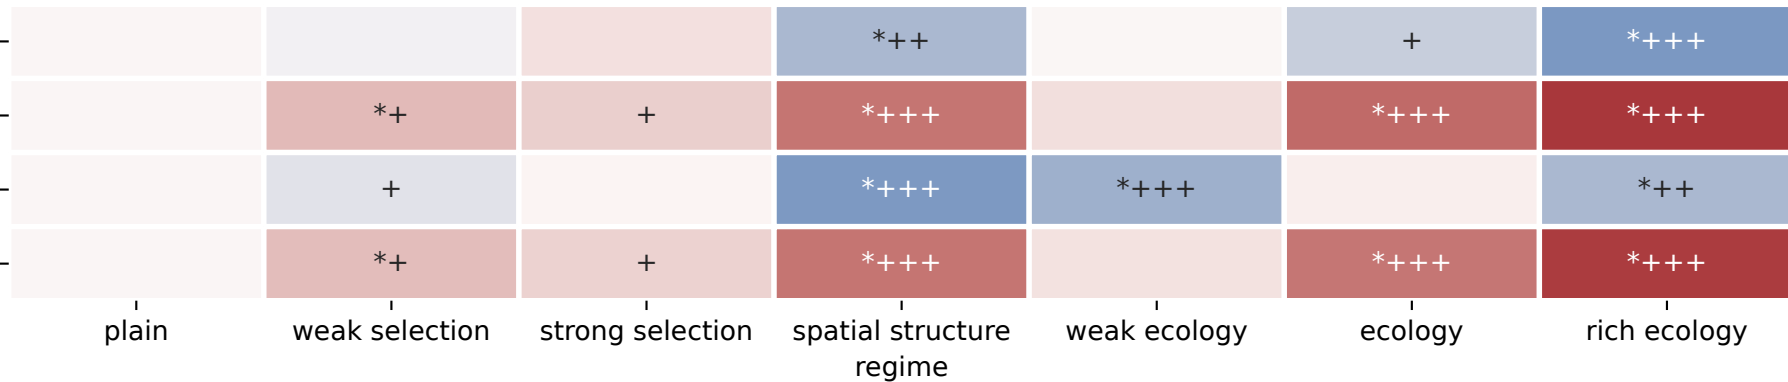 *++ + *+++
*+ + *+++ *+++ *+++
+ *+++ *+++ *++
*+ + *+++ *+++ *+++
plain weak selection strong selection spatial structure weak ecology ecology rich ecology
regime